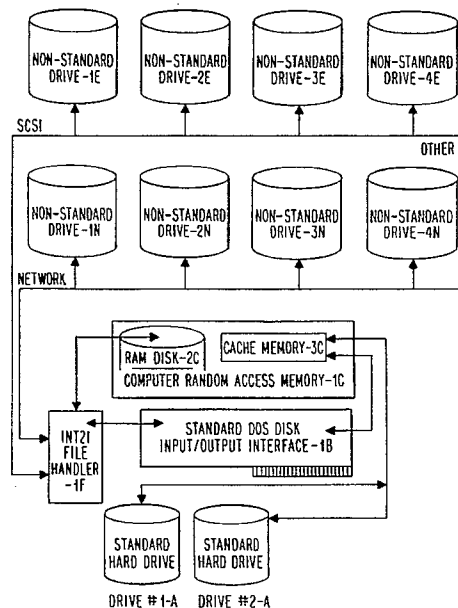 NON-STANDARD
DRIVE-1E
NON-STANDARD
DRIVE-2E
NON-STANDARD
DRIVE-3E
NON-STANDARD
DRIVE-4E
SCSI
OTHER
NON-STANDARD
DRIVE-1N
NON-STANDARD
DRIVE-2N
NON-STANDARD
DRIVE-3N
NON-STANDARD
DRIVE-4N
NETWORK
RAM DISK-2C
CACHE MEMORY-3C
COMPUTER RANDOM ACCESS MEMORY-1C
INT21
FILE
HANDLER
-1F
STANDARD DOS DISK
INPUT/OUTPUT INTERFACE-1B
STANDARD
HARD DRIVE
STANDARD
HARD DRIVE
DRIVE #1-A
DRIVE #2-A